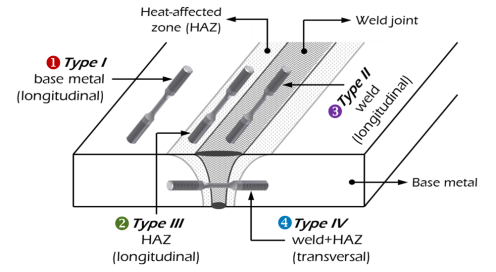 Heat-affected
zone (HAZ)
Weld joint
1 Type I
base metal
(longitudinal)
3 Type II
weld
(longitudinal)
Base metal
2 Type III
HAZ
(longitudinal)
4 Type IV
weld+HAZ
(transversal)